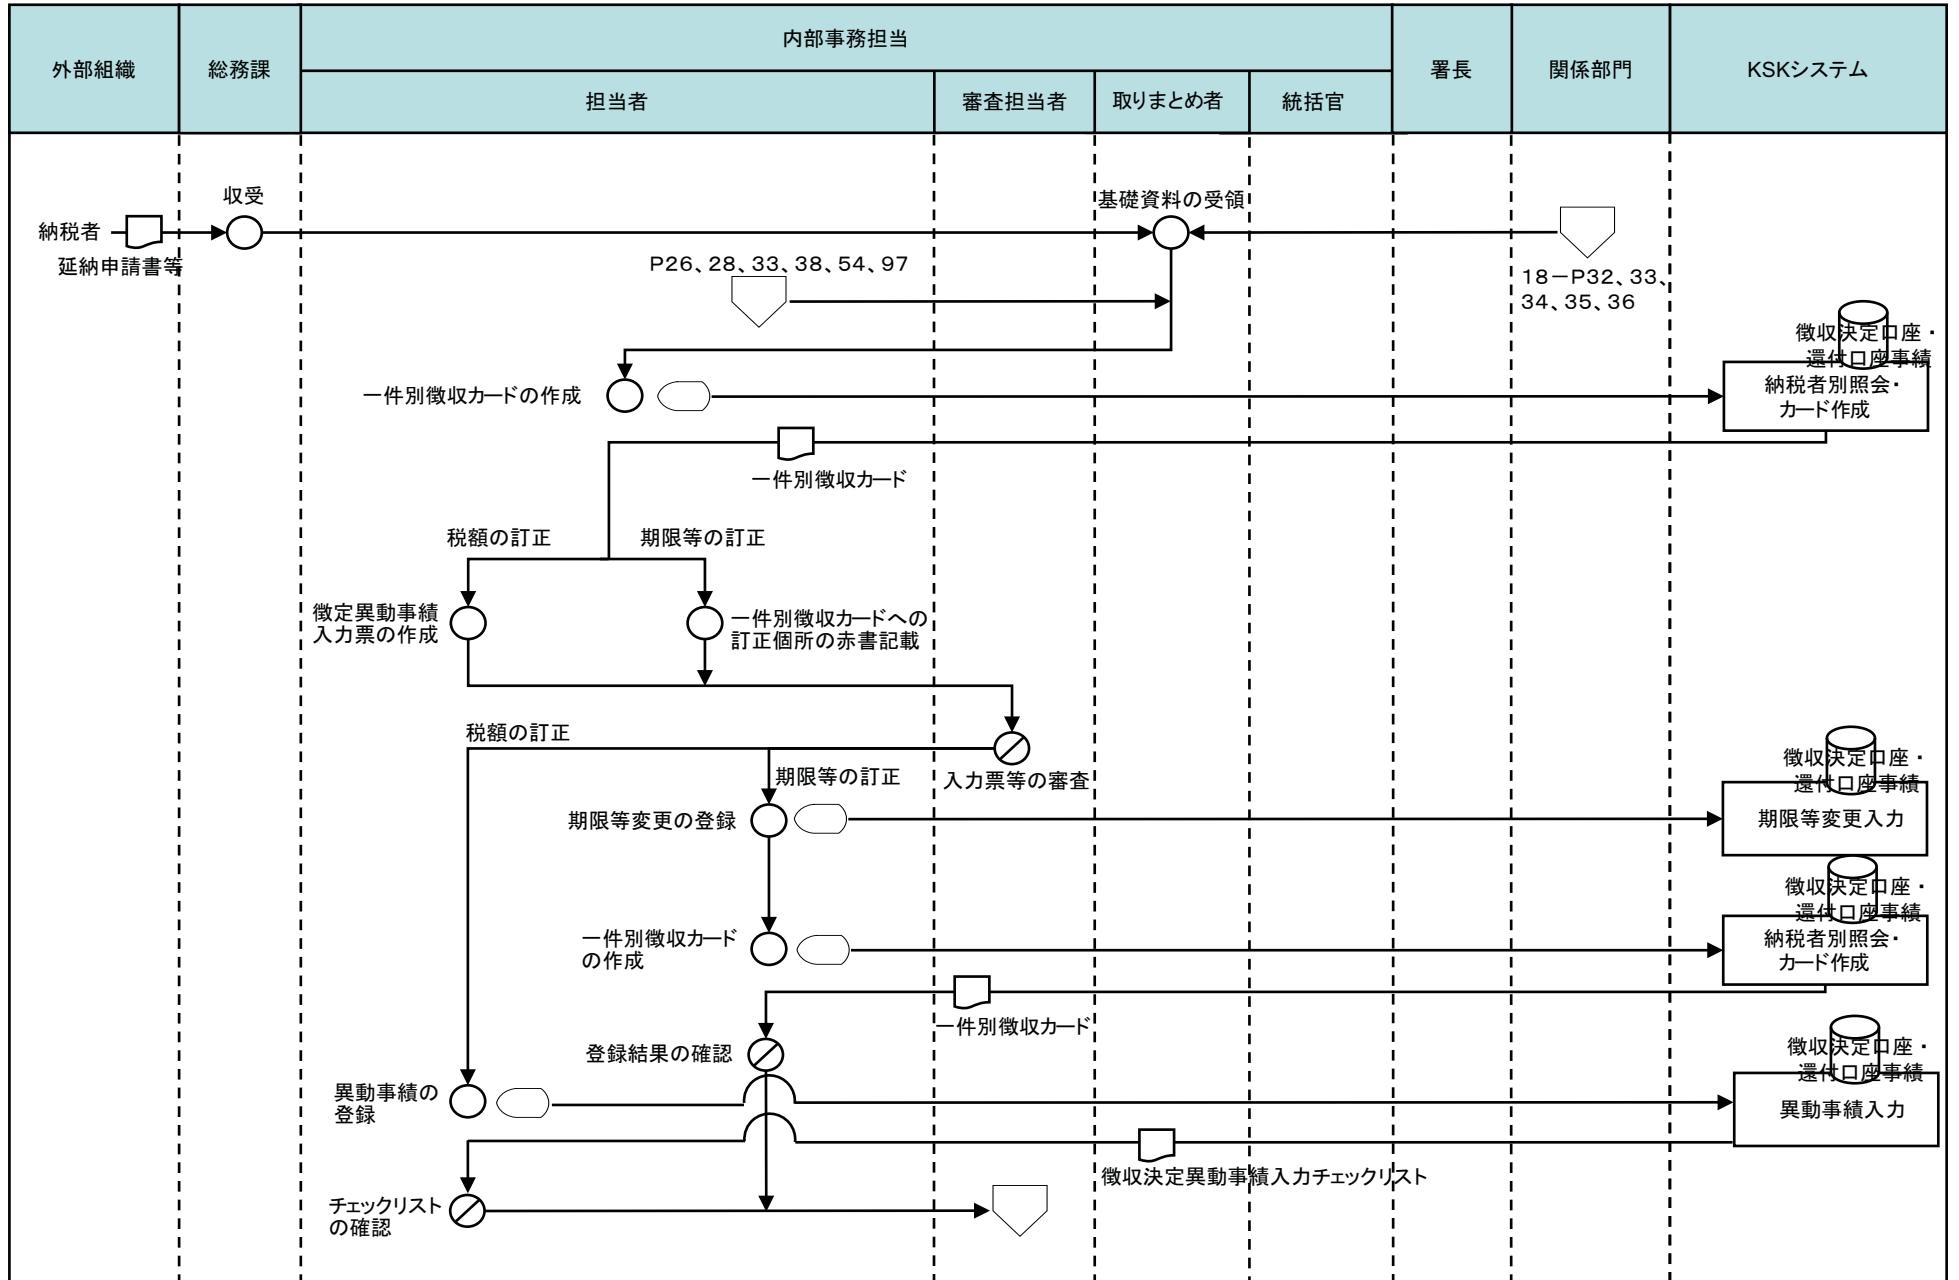 外部組織
総務課
内部事務担当
担当者
審査担当者
取りまとめ者
統括官
署長
関係部門
KSKシステム
収受
基礎資料の受領
納税者
延納申請書等
P26、28、33、38、54、97
18－P32、33、
34、35、36
徴収決定口座・
還付口座事績
一件別徴収カードの作成
納税者別照会・
カード作成
一件別徴収カード
税額の訂正
期限等の訂正
徴定異動事績
入力票の作成
一件別徴収カードへの
訂正個所の赤書記載
税額の訂正
期限等の訂正
入力票等の審査
徴収決定口座・
還付口座事績
期限等変更の登録
期限等変更入力
徴収決定口座・
還付口座事績
一件別徴収カード
の作成
納税者別照会・
カード作成
一件別徴収カード
登録結果の確認
徴収決定口座・
還付口座事績
異動事績の
登録
異動事績入力
徴収決定異動事績入力チェックリスト
チェックリスト
の確認